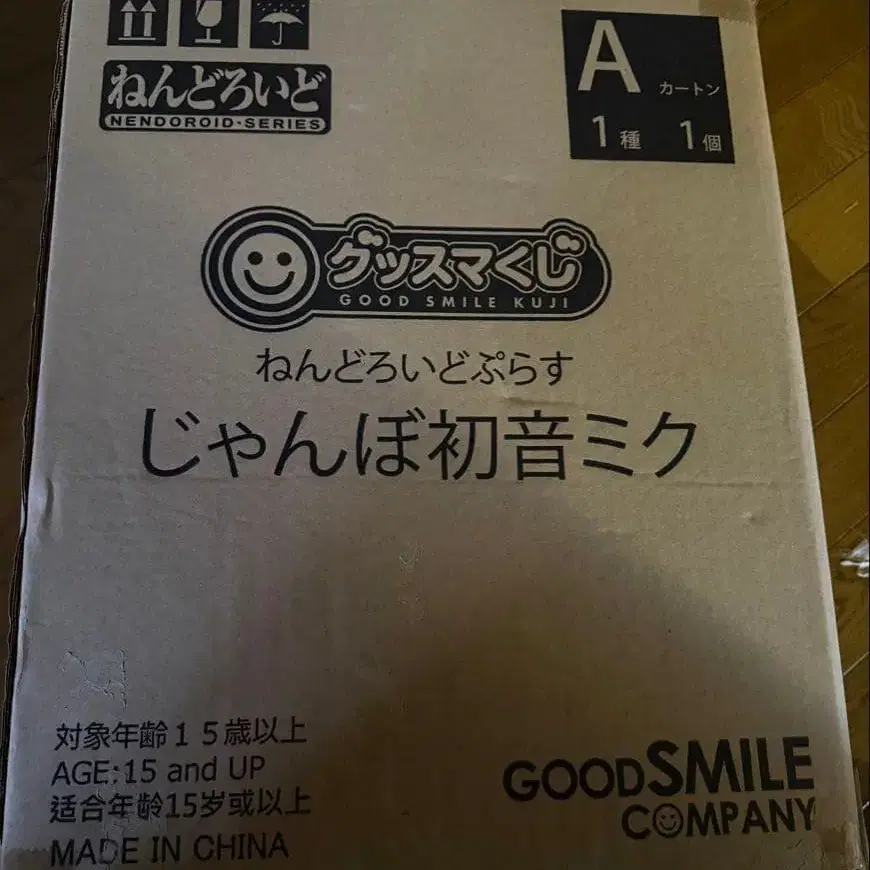 ねんどろいど
NENDOROID·SERIES
A カートン
1種 1個
グッスマくじ
GOOD SMILE KUJI
ねんどろいどぷらす
じゃんぼ初音ミク
対象年齢15歳以上
AGE:15 and UP
适合年龄15岁或以上
MADE IN CHINA
GOODSMILE
COMPANY